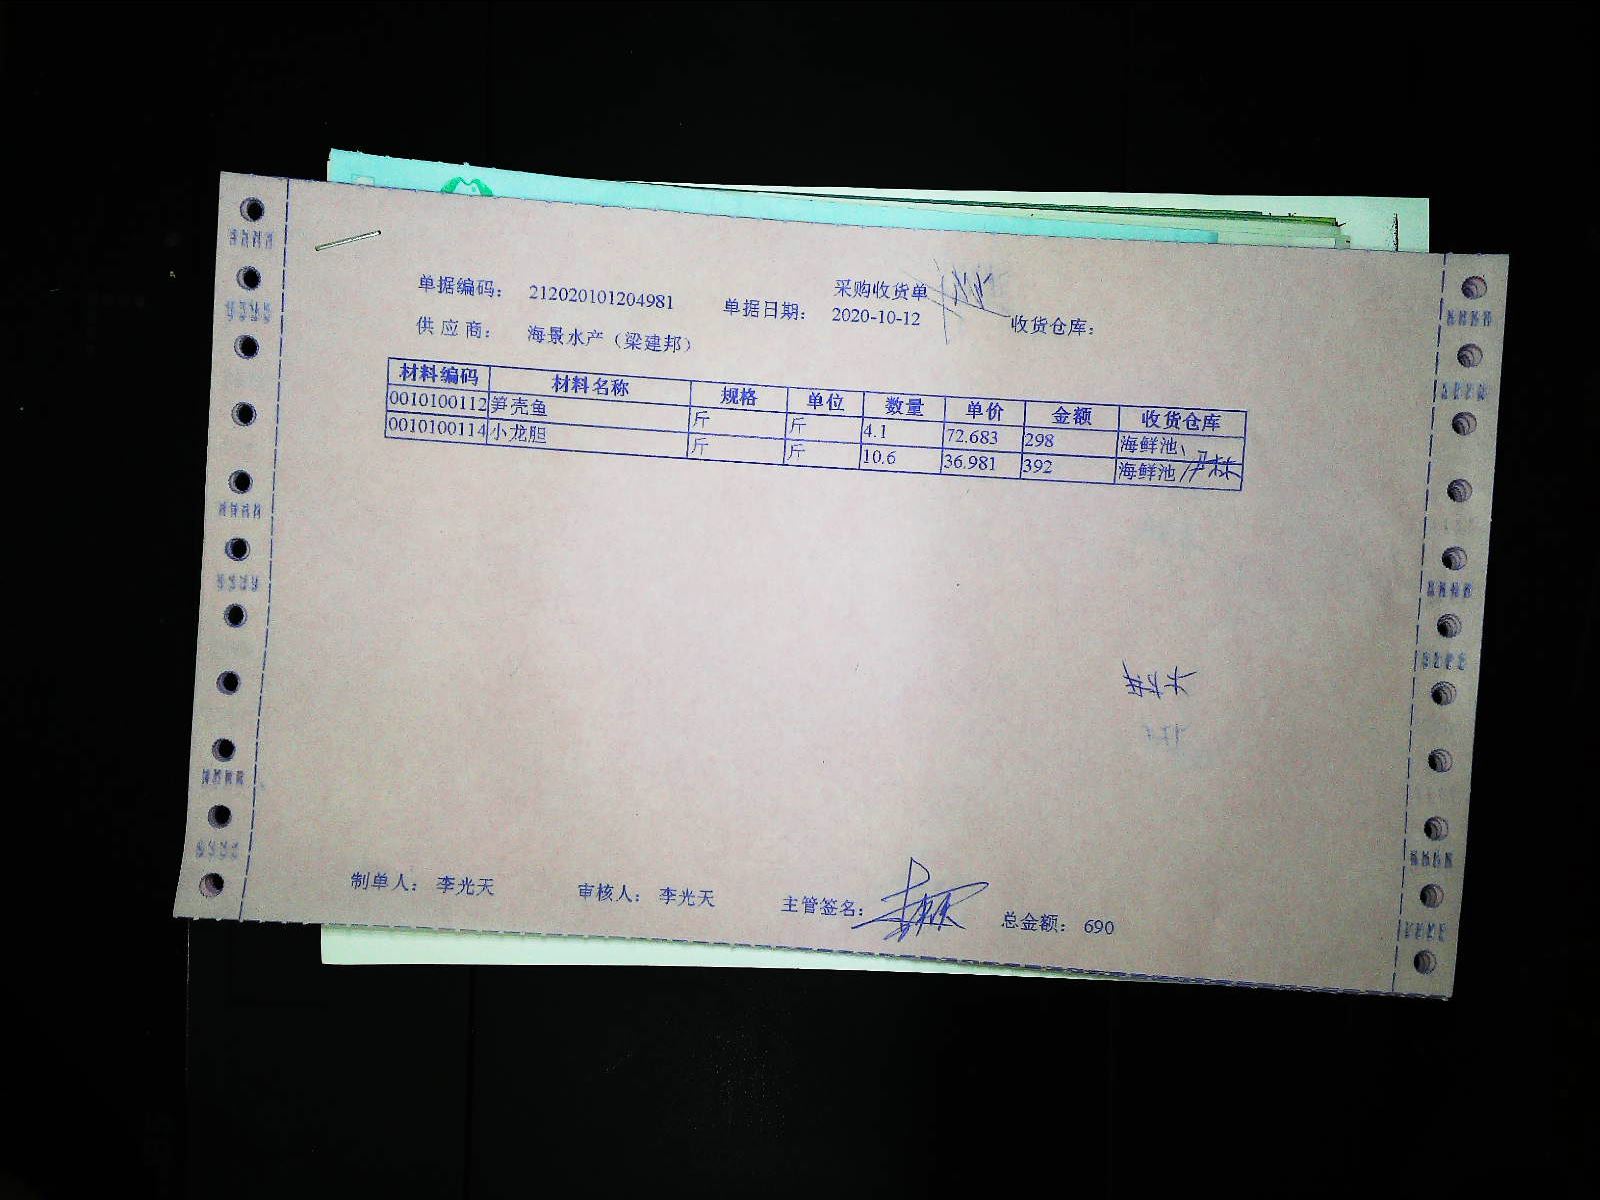 采购收货单
单据编码： 212020101204981 单据日期： 2020-10-12 收货仓库：
供应商： 海景水产（梁建邦）
材料编码 材料名称 规格 单位 数量 单价 金额 收货仓库
0010100112 笋壳鱼 斤 斤 4.1 72.683 298 海鲜池
0010100114 小龙胆 斤 斤 10.6 36.981 392 海鲜池
制单人： 李光天 审核人： 李光天 主管签名： 总金额： 690